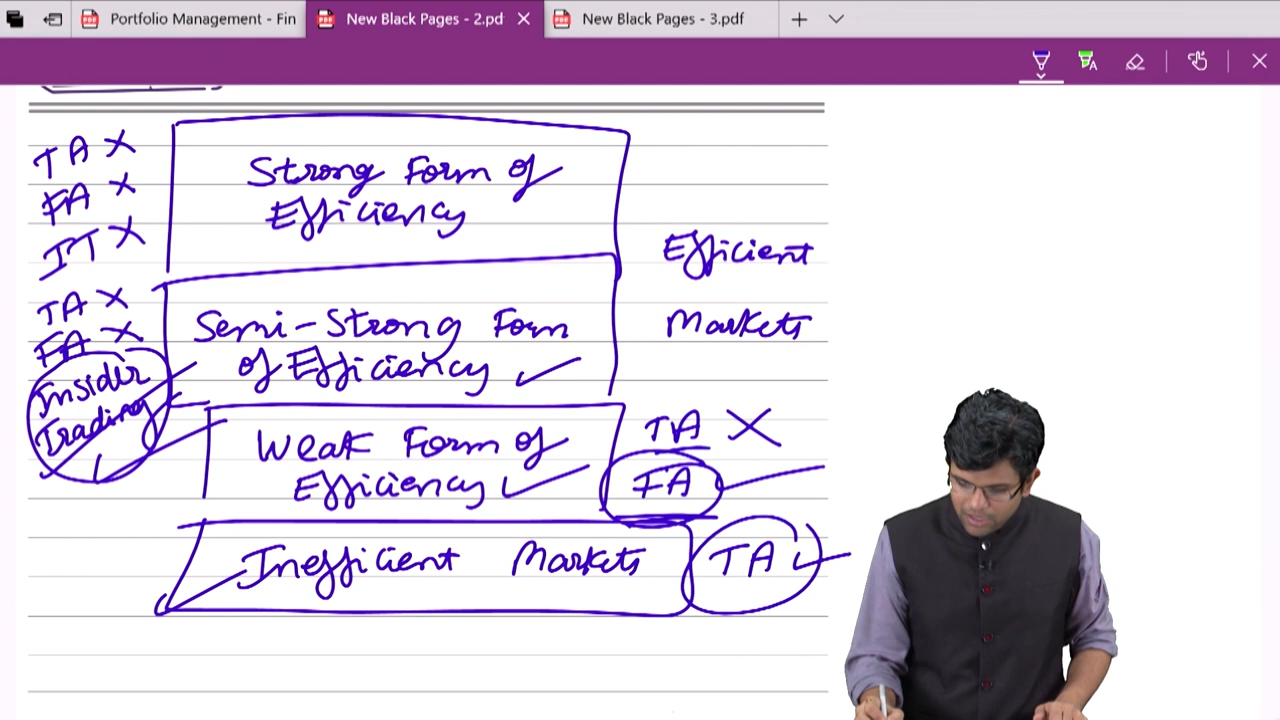 Portfolio Management - Fin
New Black Pages - 2.pd
New Black Pages - 3.pdf
TA X
FA X
IT X
Strong Form of
Efficiency
Efficient
Markets
TA X
FA X
Insider
Trading
Semi-Strong Form
of Efficiency ✓
Weak Form of
Efficiency ✓
TA X
FA ✓
Inefficient Markets
TA ✓